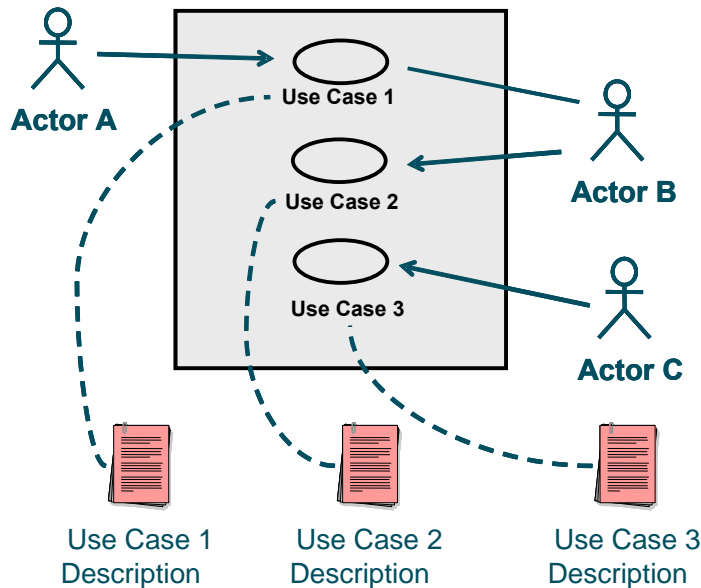 Actor A
Use Case 1
Use Case 2
Actor B
Use Case 3
Actor C
Use Case 1
Description
Use Case 2
Description
Use Case 3
Description